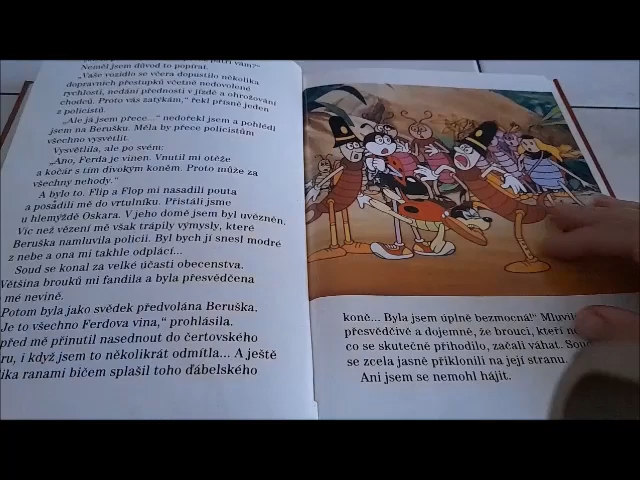 patří vám?"
Neměl jsem důvod to popírat.
„Vaše vozidlo se včera dopustilo několika
dopravních přestupků včetně nedovolené
rychlosti, nedání přednosti v jízdě a ohrožování
chodců. Proto vás zatýkám," řekl přísně jeden
z policistů.
„Ale já jsem přece..." nedořekl jsem a pohlédl
jsem na Berušku. Měla by přece policistům
všechno vysvětlit.
Vysvětlila, ale po svém:
„Ano, Ferda je vinen. Vnutil mi otěže
a kočár s tím divokým koněm. Proto může za
všechny nehody."
A bylo to. Flip a Flop mi nasadili pouta
a posadili mě do vrtulníku. Přistáli jsme
u hlemýždě Oskara. V jeho domě jsem byl uvězněn.
Víc než vězení mě však trápily výmysly, které
Beruška namluvila policii. Byl bych jí snesl modré
z nebe a ona mi takhle odplácí...
Soud se konal za velké účasti obecenstva.
Většina brouků mi fandila a byla přesvědčena
mé nevině.
Potom byla jako svědek předvolána Beruška.
Je to všechno Ferdova vina," prohlásila.
před mě přinutil nasednout do čertovského
ru, i když jsem to několikrát odmítla... A ještě
lika ranami bičem splašil toho ďábelského
koně... Byla jsem úplně bezmocná!" Mluvil
přesvědčivě a dojemně, že brouci, kteří
co se skutečně přihodilo, začali váhat. Soud
se zcela jasně přiklonili na její stranu.
Ani jsem se nemohl hájit.